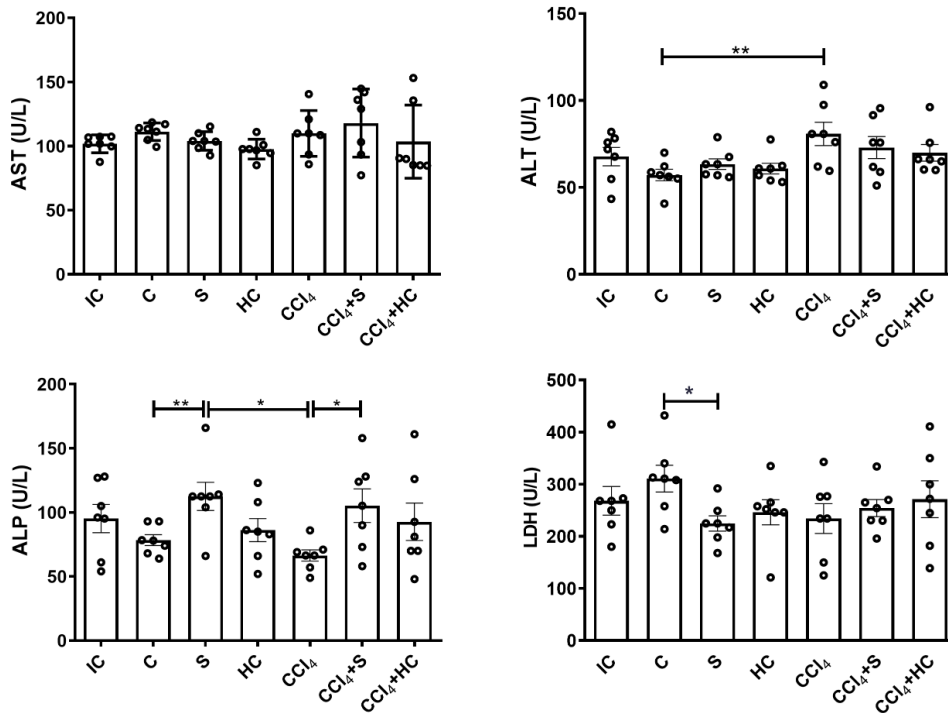 200
150
100
50
0
AST (U/L)
IC
C
S
HC
CCl₄
CCl₄+S
CCl₄+HC
150
100
50
0
ALT (U/L)
**
IC
C
S
HC
CCl₄
CCl₄+S
CCl₄+HC
200
150
100
50
0
ALP (U/L)
** * *
IC
C
S
HC
CCl₄
CCl₄+S
CCl₄+HC
500
400
300
200
100
0
LDH (U/L)
*
IC
C
S
HC
CCl₄
CCl₄+S
CCl₄+HC